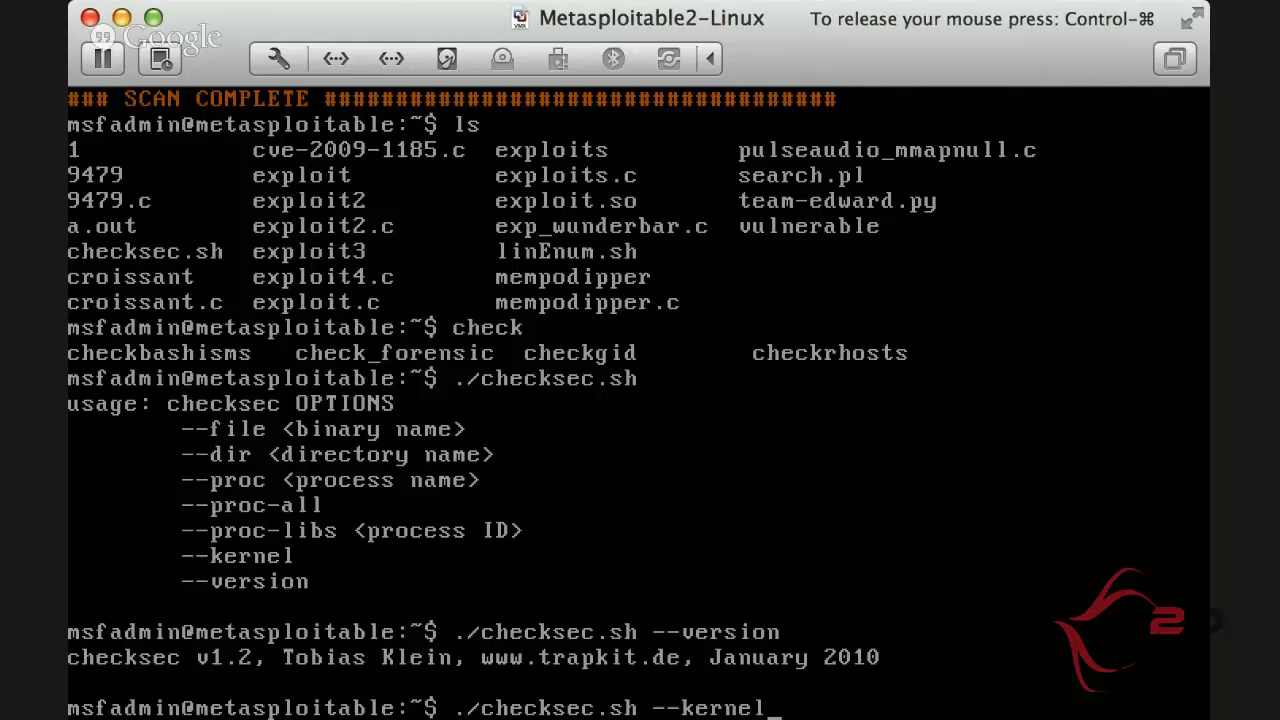 Metasploitable2-Linux To release your mouse press: Control-⌘
Google
### SCAN COMPLETE ####################################
msfadmin@metasploitable:~$ ls
1 cve-2009-1185.c exploits pulseaudio_mmapnull.c
9479 exploit exploits.c search.pl
9479.c exploit2 exploit.so team-edward.py
a.out exploit2.c exp_wunderbar.c vulnerable
checksec.sh exploit3 linEnum.sh
croissant exploit4.c mempodipper
croissant.c exploit.c mempodipper.c
msfadmin@metasploitable:~$ check
checkbashisms check_forensic checkgid checkrhosts
msfadmin@metasploitable:~$ ./checksec.sh
usage: checksec OPTIONS
--file <binary name>
--dir <directory name>
--proc <process name>
--proc-all
--proc-libs <process ID>
--kernel
--version
msfadmin@metasploitable:~$ ./checksec.sh --version
checksec v1.2, Tobias Klein, www.trapkit.de, January 2010
msfadmin@metasploitable:~$ ./checksec.sh --kernel_
2